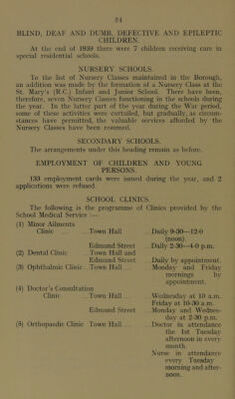 24
BLIND, DEAF AND DUMB, DEFECTIVE AND EPILEPTIC
CHILDREN.
At the end of 1939 there were 7 children receiving care in
special residential schools.
NURSERY SCHOOLS.
To the list of Nursery Classes maintained in the Borough,
an addition was made by the formation of a Nursery Class at the
St. Mary's (R.C.) Infant and Junior School. There have been,
therefore, seven Nursery Classes functioning in the schools during
the year. In the latter part of the year during the War period,
some of these activities were curtailed, but gradually, as circum-
stances have permitted, the valuable services afforded by the
Nursery Classes have been resumed.
SECONDARY SCHOOLS.
The arrangements under this heading remain as before.
EMPLOYMENT OF CHILDREN AND YOUNG
PERSONS.
133 employment cards were issued during the year, and 2
applications were refused.
SCHOOL CLINICS.
The following is the programme of Clinics provided by the
School Medical Service :—
(1) Minor Ailments
Clinic ... Town Hall ... Daily 9-30—12-0
(noon).
Edmund Street ... Daily 2-30—4-0 p.m.
(2) Dental Clinic ... Town Hall and
Edmund Street ... Daily by appointment.
(3) Ophthalmic Clinic .. Town Hall ... Monday and Friday
mornings by
appointment.
(4) Doctor's Consultation
Clinic ... Town Hall ... Wednesday at 10 a.m.
Friday at 10-30 a.m.
Edmund Street ... Monday and Wednes-
day at 2-30 p.m.
(5) Orthopaedic Clinic Town Hall ... Doctor in attendance
the 1st Tuesday
afternoon in every
month.
Nurse in attendance
every Tuesday
morning and after-
noon.